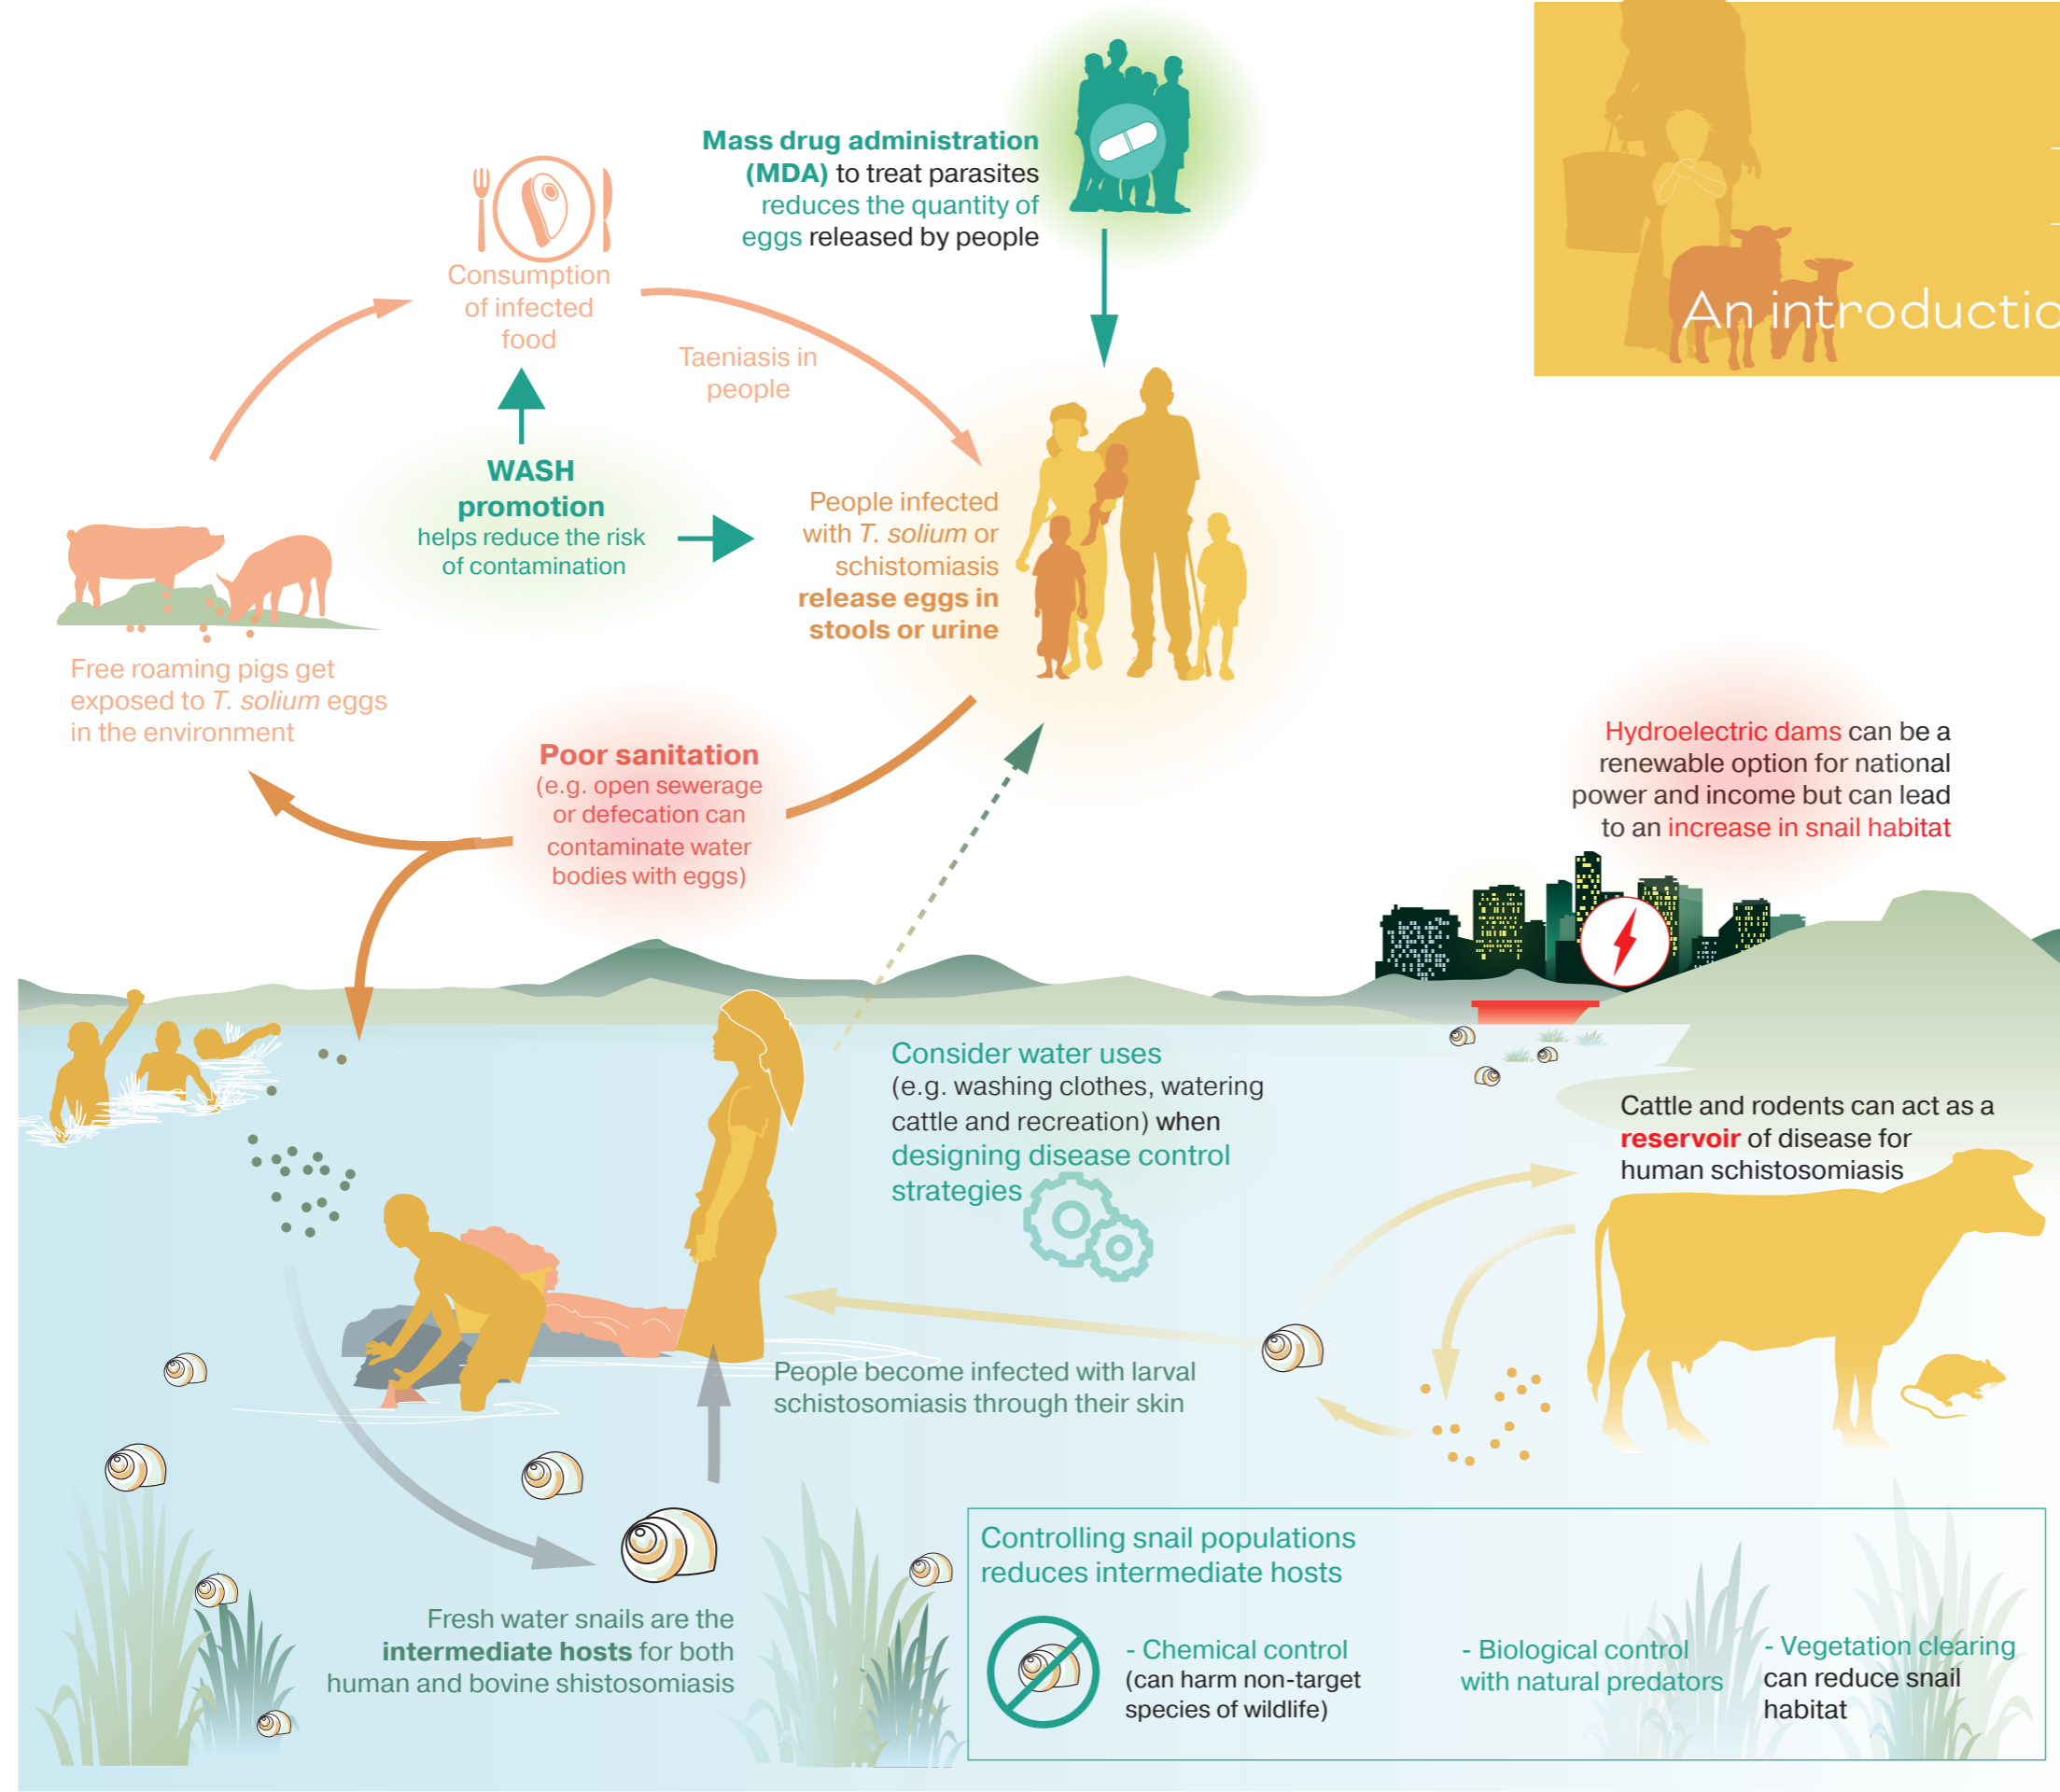 Mass drug administration
(MDA) to treat parasites
reduces the quantity of
eggs released by people
An introductio
Consumption
of infected
food
Taeniasis in
people
WASH
promotion
helps reduce the risk
of contamination
People infected
with T. solium or
schistomiasis
release eggs in
stools or urine
Free roaming pigs get
exposed to T. solium eggs
in the environment
Poor sanitation
(e.g. open sewerage
or defecation can
contaminate water
bodies with eggs)
Hydroelectric dams can be a
renewable option for national
power and income but can lead
to an increase in snail habitat
Consider water uses
(e.g. washing clothes, watering
cattle and recreation) when
designing disease control
strategies
Cattle and rodents can act as a
reservoir of disease for
human schistosomiasis
People become infected with larval
schistosomiasis through their skin
Fresh water snails are the
intermediate hosts for both
human and bovine shistosomiasis
Controlling snail populations
reduces intermediate hosts
- Chemical control
(can harm non-target
species of wildlife)
- Biological control
with natural predators
- Vegetation clearing
can reduce snail
habitat